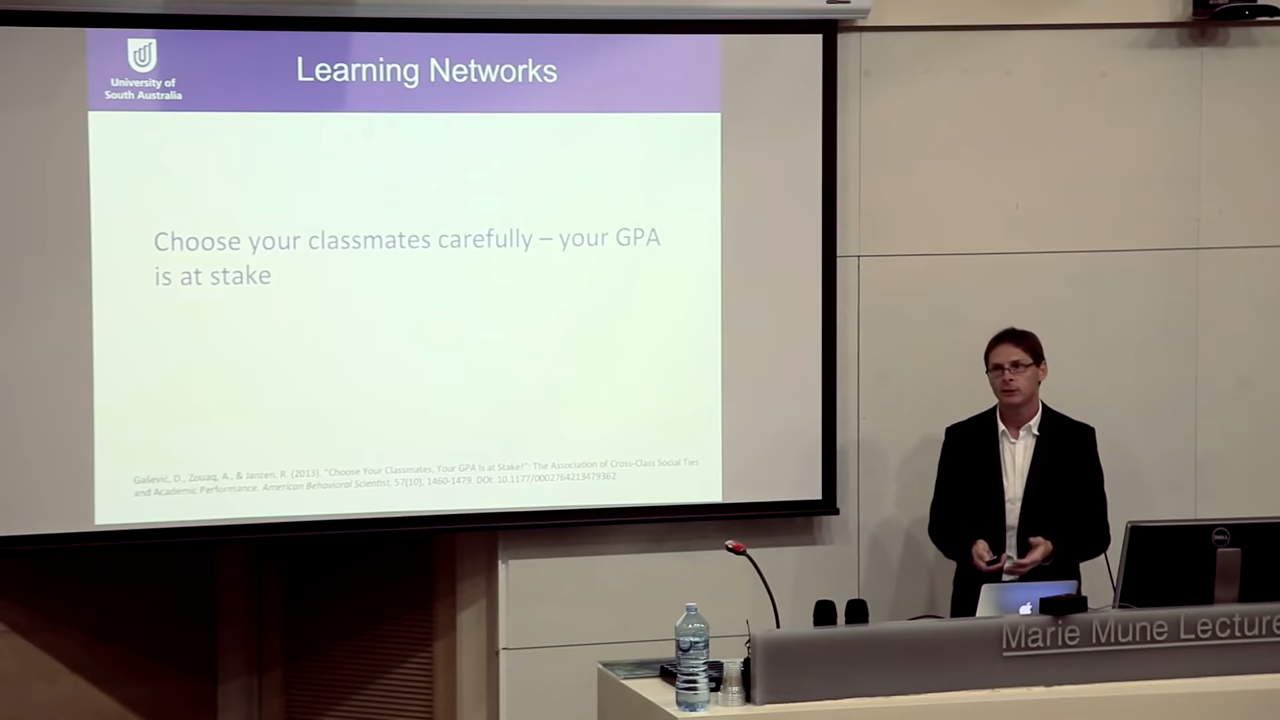 University of
South Australia
Learning Networks
Choose your classmates carefully – your GPA
is at stake
Gašević, D., Zouaq, A., & Janzen, R. (2013). "Choose Your Classmates, Your GPA Is at Stake!": The Association of Cross-Class Social Ties
and Academic Performance. American Behavioral Scientist, 57(10), 1460-1479. DOI: 10.1177/0002764213479362
DELL
Marie Mune Lecture